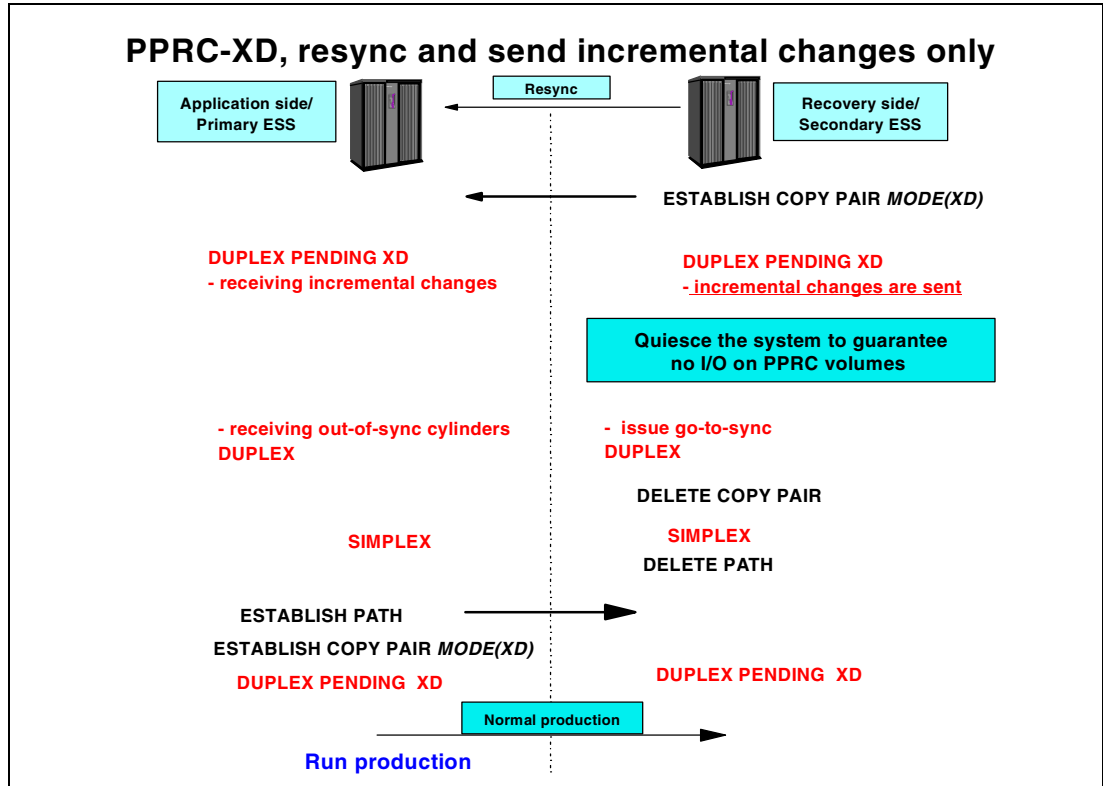 PPRC-XD, resync and send incremental changes only
Application side/
Primary ESS
Resync
Recovery side/
Secondary ESS
ESTABLISH COPY PAIR MODE(XD)
DUPLEX PENDING XD
- receiving incremental changes
DUPLEX PENDING XD
- incremental changes are sent
Quiesce the system to guarantee
no I/O on PPRC volumes
- receiving out-of-sync cylinders
DUPLEX
- issue go-to-sync
DUPLEX
DELETE COPY PAIR
SIMPLEX
SIMPLEX
DELETE PATH
ESTABLISH PATH
ESTABLISH COPY PAIR MODE(XD)
DUPLEX PENDING XD
DUPLEX PENDING XD
Normal production
Run production